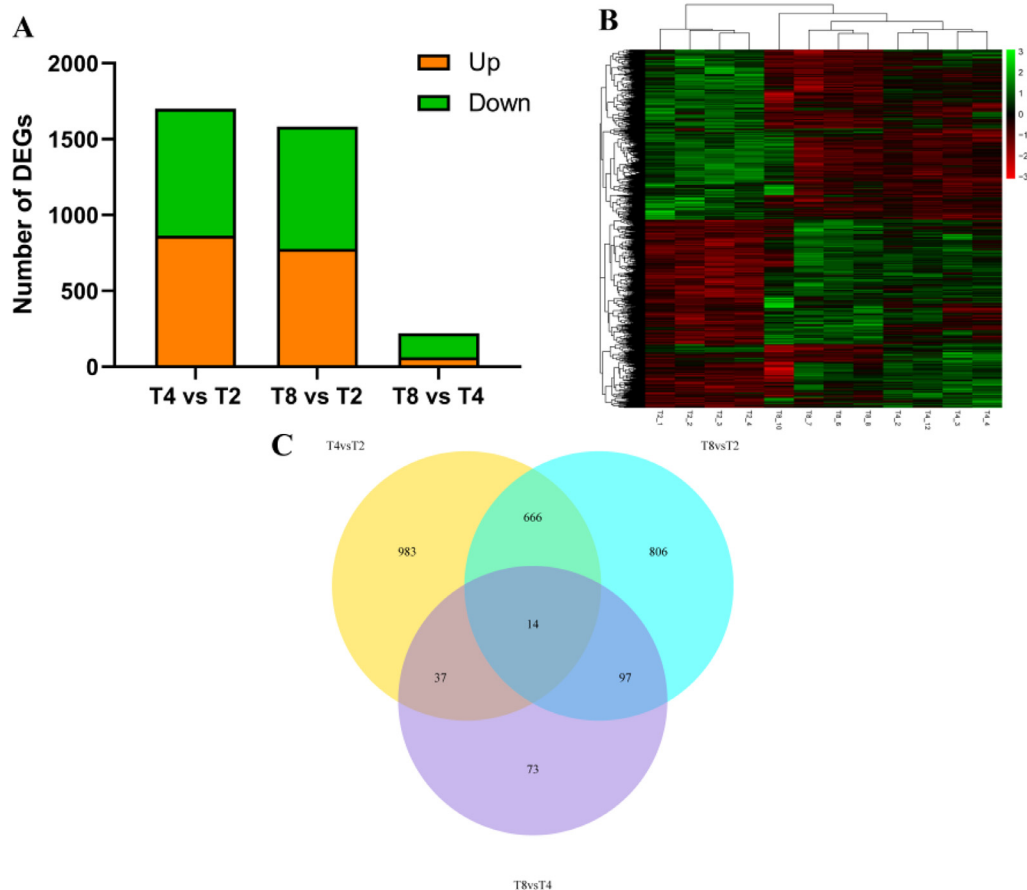 A
2000
1500
1000
500
0
Number of DEGs
Up
Down
T4 vs T2
T8 vs T2
T8 vs T4
B
3
2
1
0
−1
−2
−3
T2_1
T2_2
T2_3
T2_4
T8_10
T8_7
T8_8
T4_2
T4_12
T4_3
T4_4
C
T4vsT2
T8vsT2
666
983
806
14
37
97
73
T8vsT4